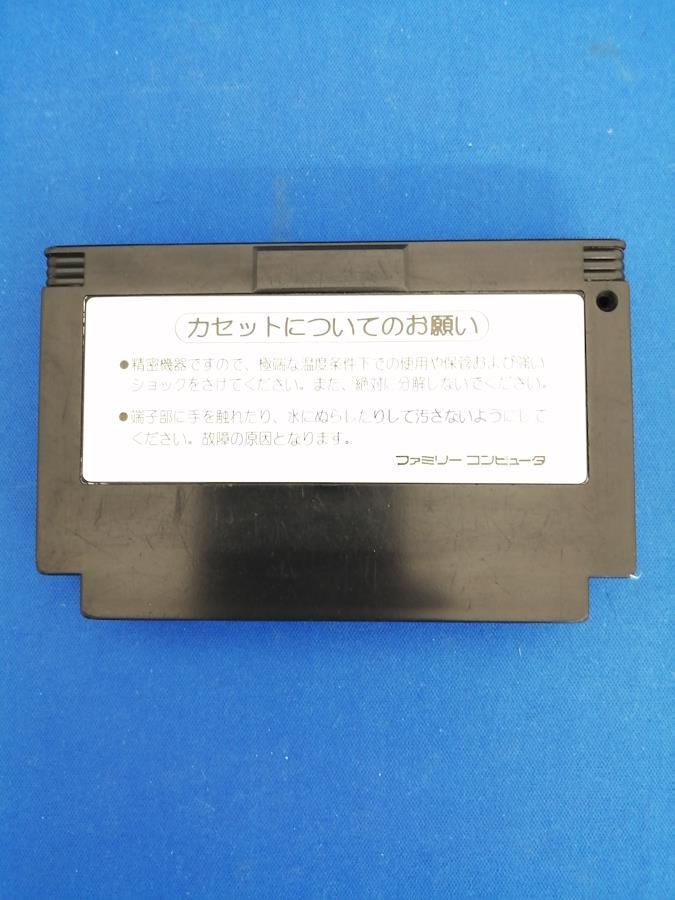 カセットについてのお願い
●精密機器ですので、極端な温度条件下での使用や保管および強い
ショックをさけてください。また、絶対に分解しないでください。
●端子部に手を触れたり、水にぬらしたりして汚さないようにして
ください。故障の原因となります。
ファミリーコンピュータ